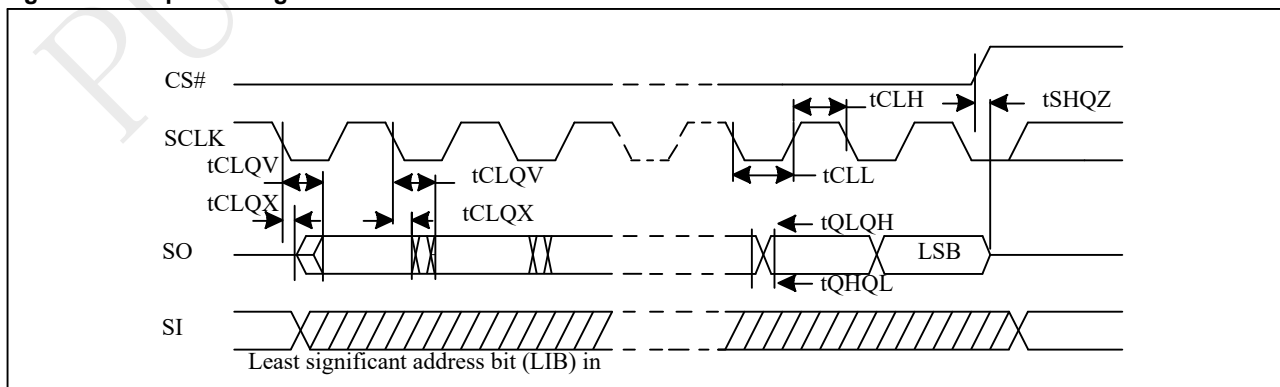 CS#
tCLH
tSHQZ
SCLK
tCLQV
tCLQV
tCLL
tCLQX
tCLQX
tQLQH
SO
LSB
tQHQL
SI
Least significant address bit (LIB) in